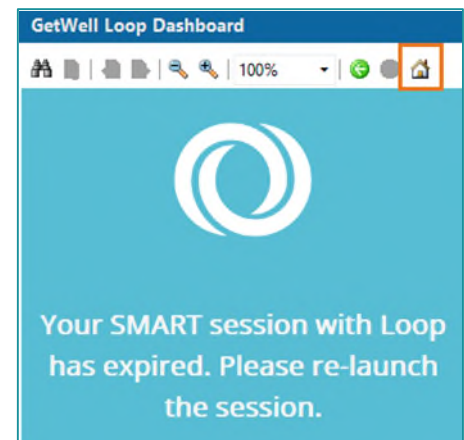 GetWell Loop Dashboard
100%
Your SMART session with Loop
has expired. Please re-launch
the session.